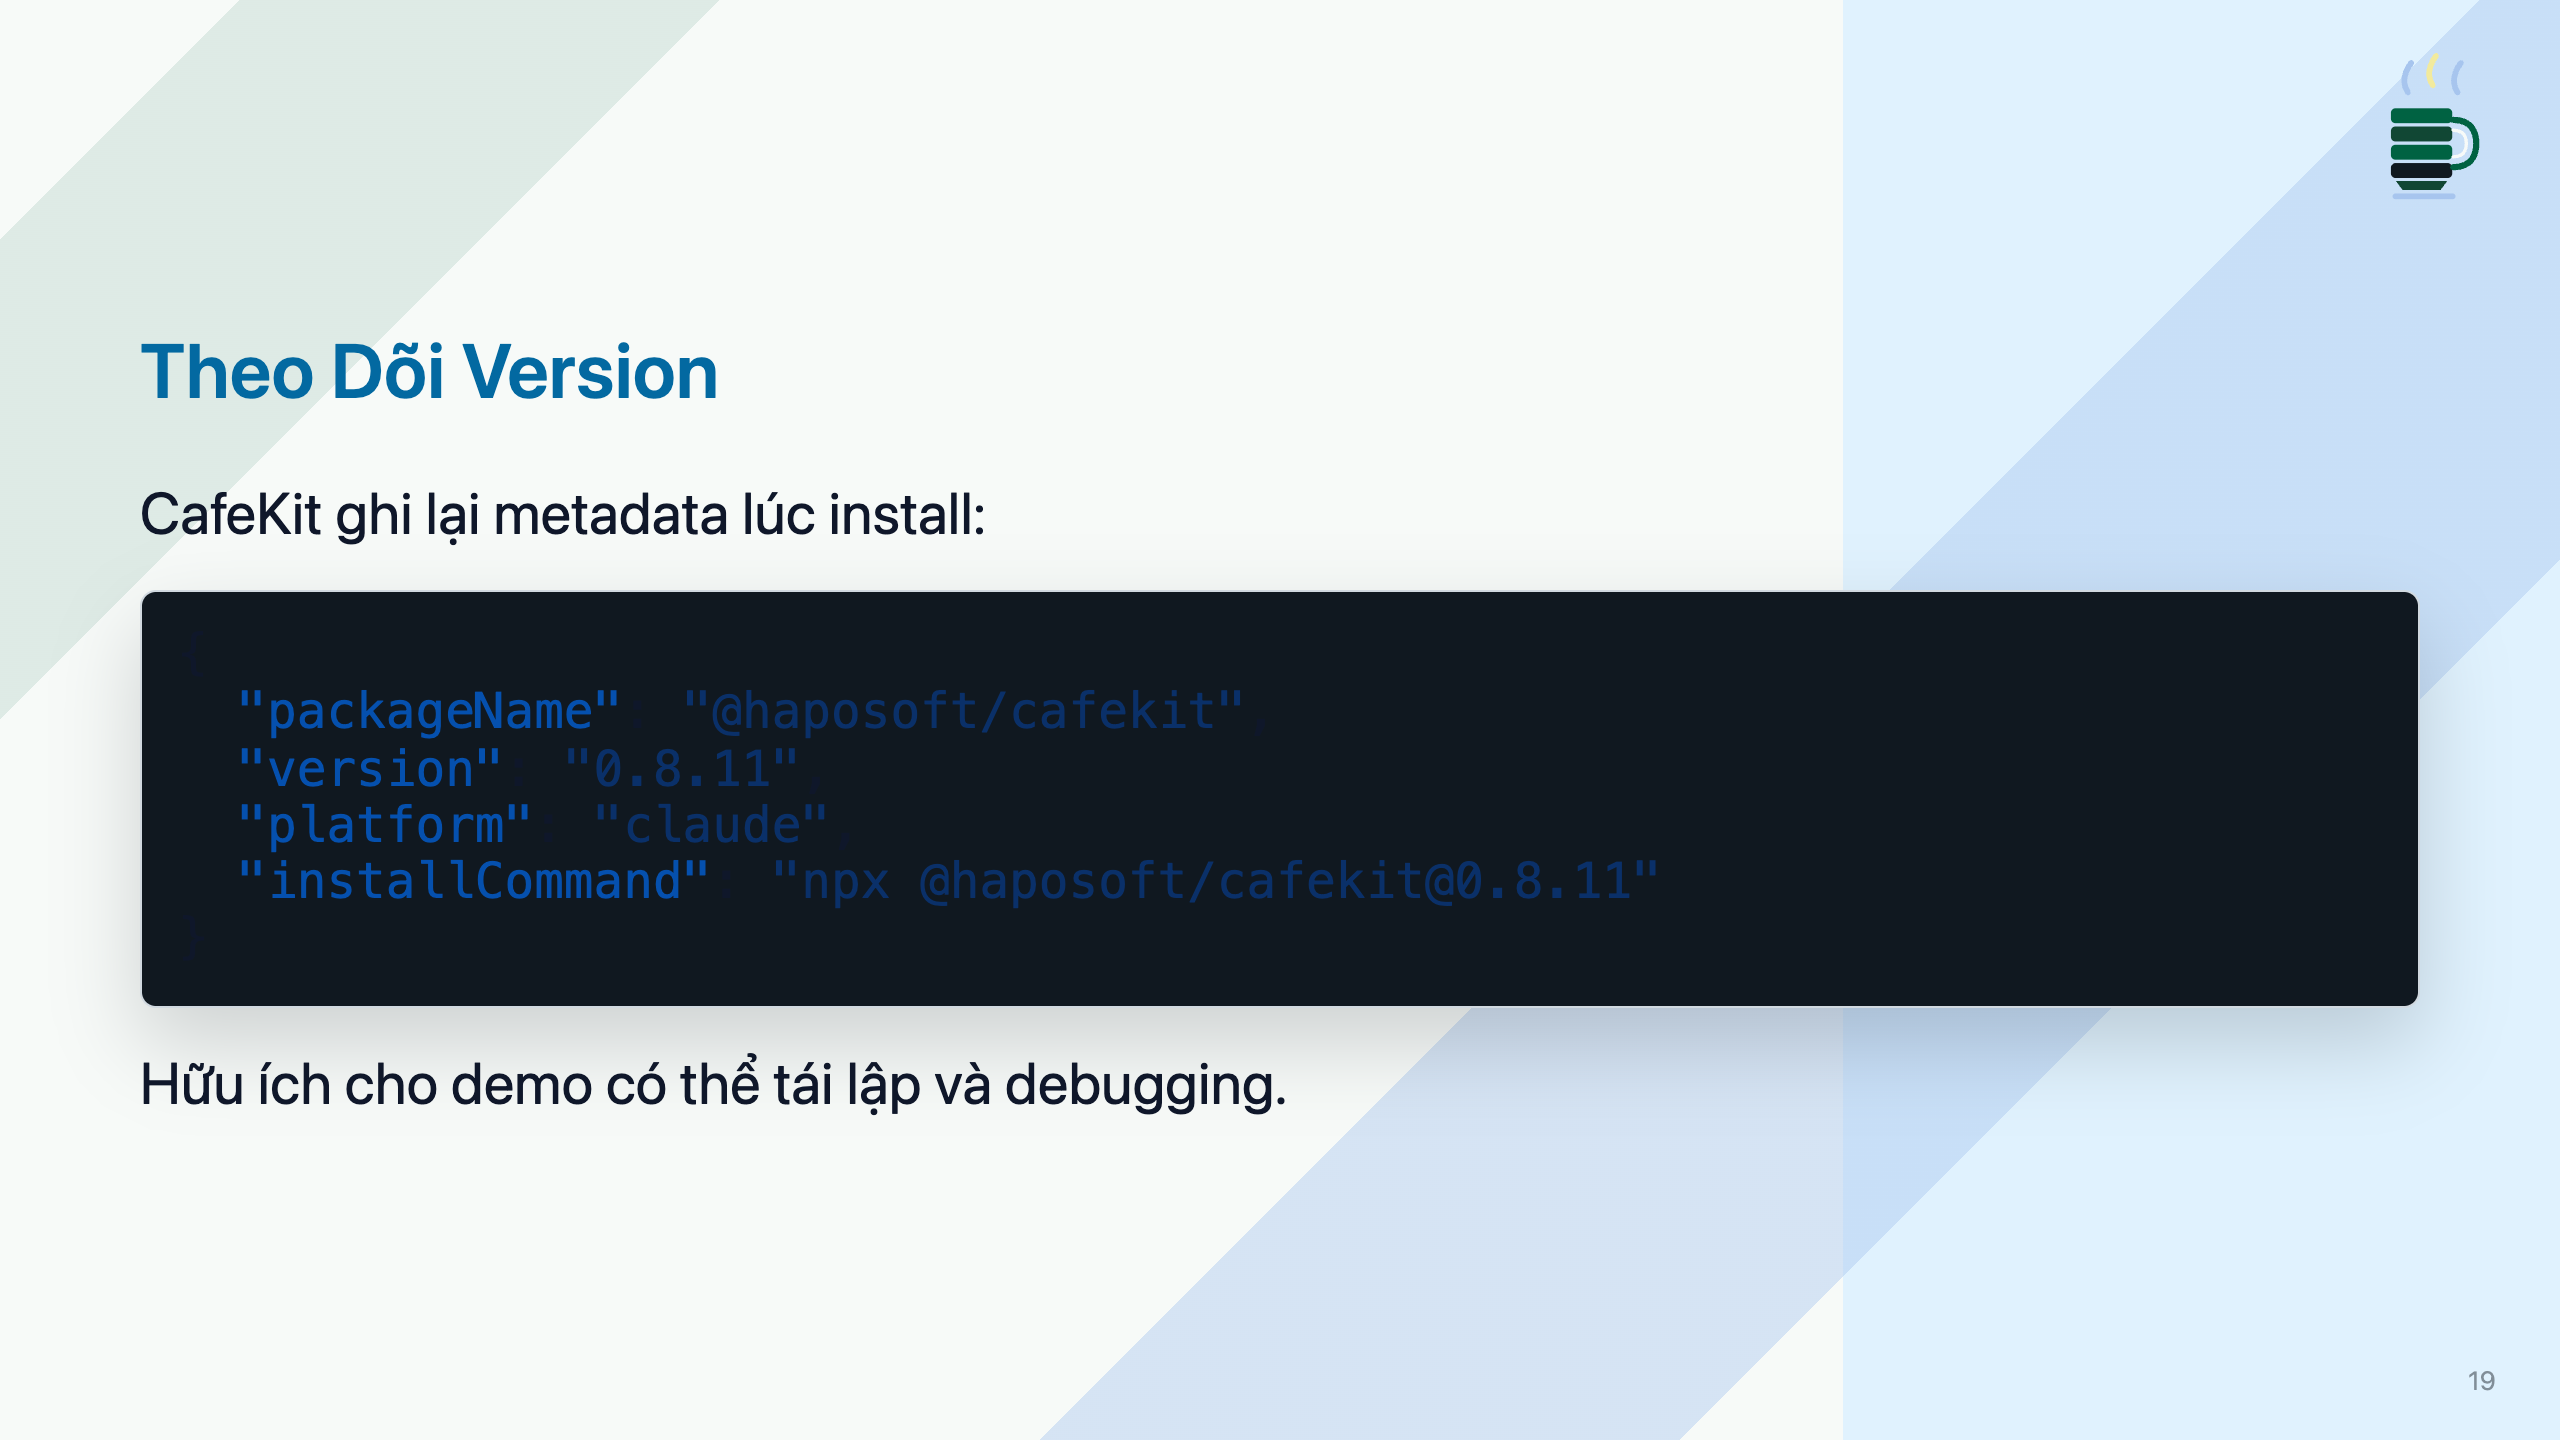 Theo Dõi Version
CafeKit ghi lại metadata lúc install:
{
"packageName": "@haposoft/cafekit",
"version": "0.8.11",
"platform": "claude",
"installCommand": "npx @haposoft/cafekit@0.8.11"
}
Hữu ích cho demo có thể tái lập và debugging.
19